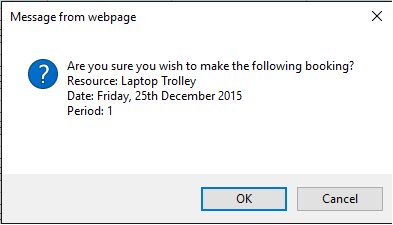 Message from webpage
Are you sure you wish to make the following booking?
Resource: Laptop Trolley
Date: Friday, 25th December 2015
Period: 1
OK
Cancel